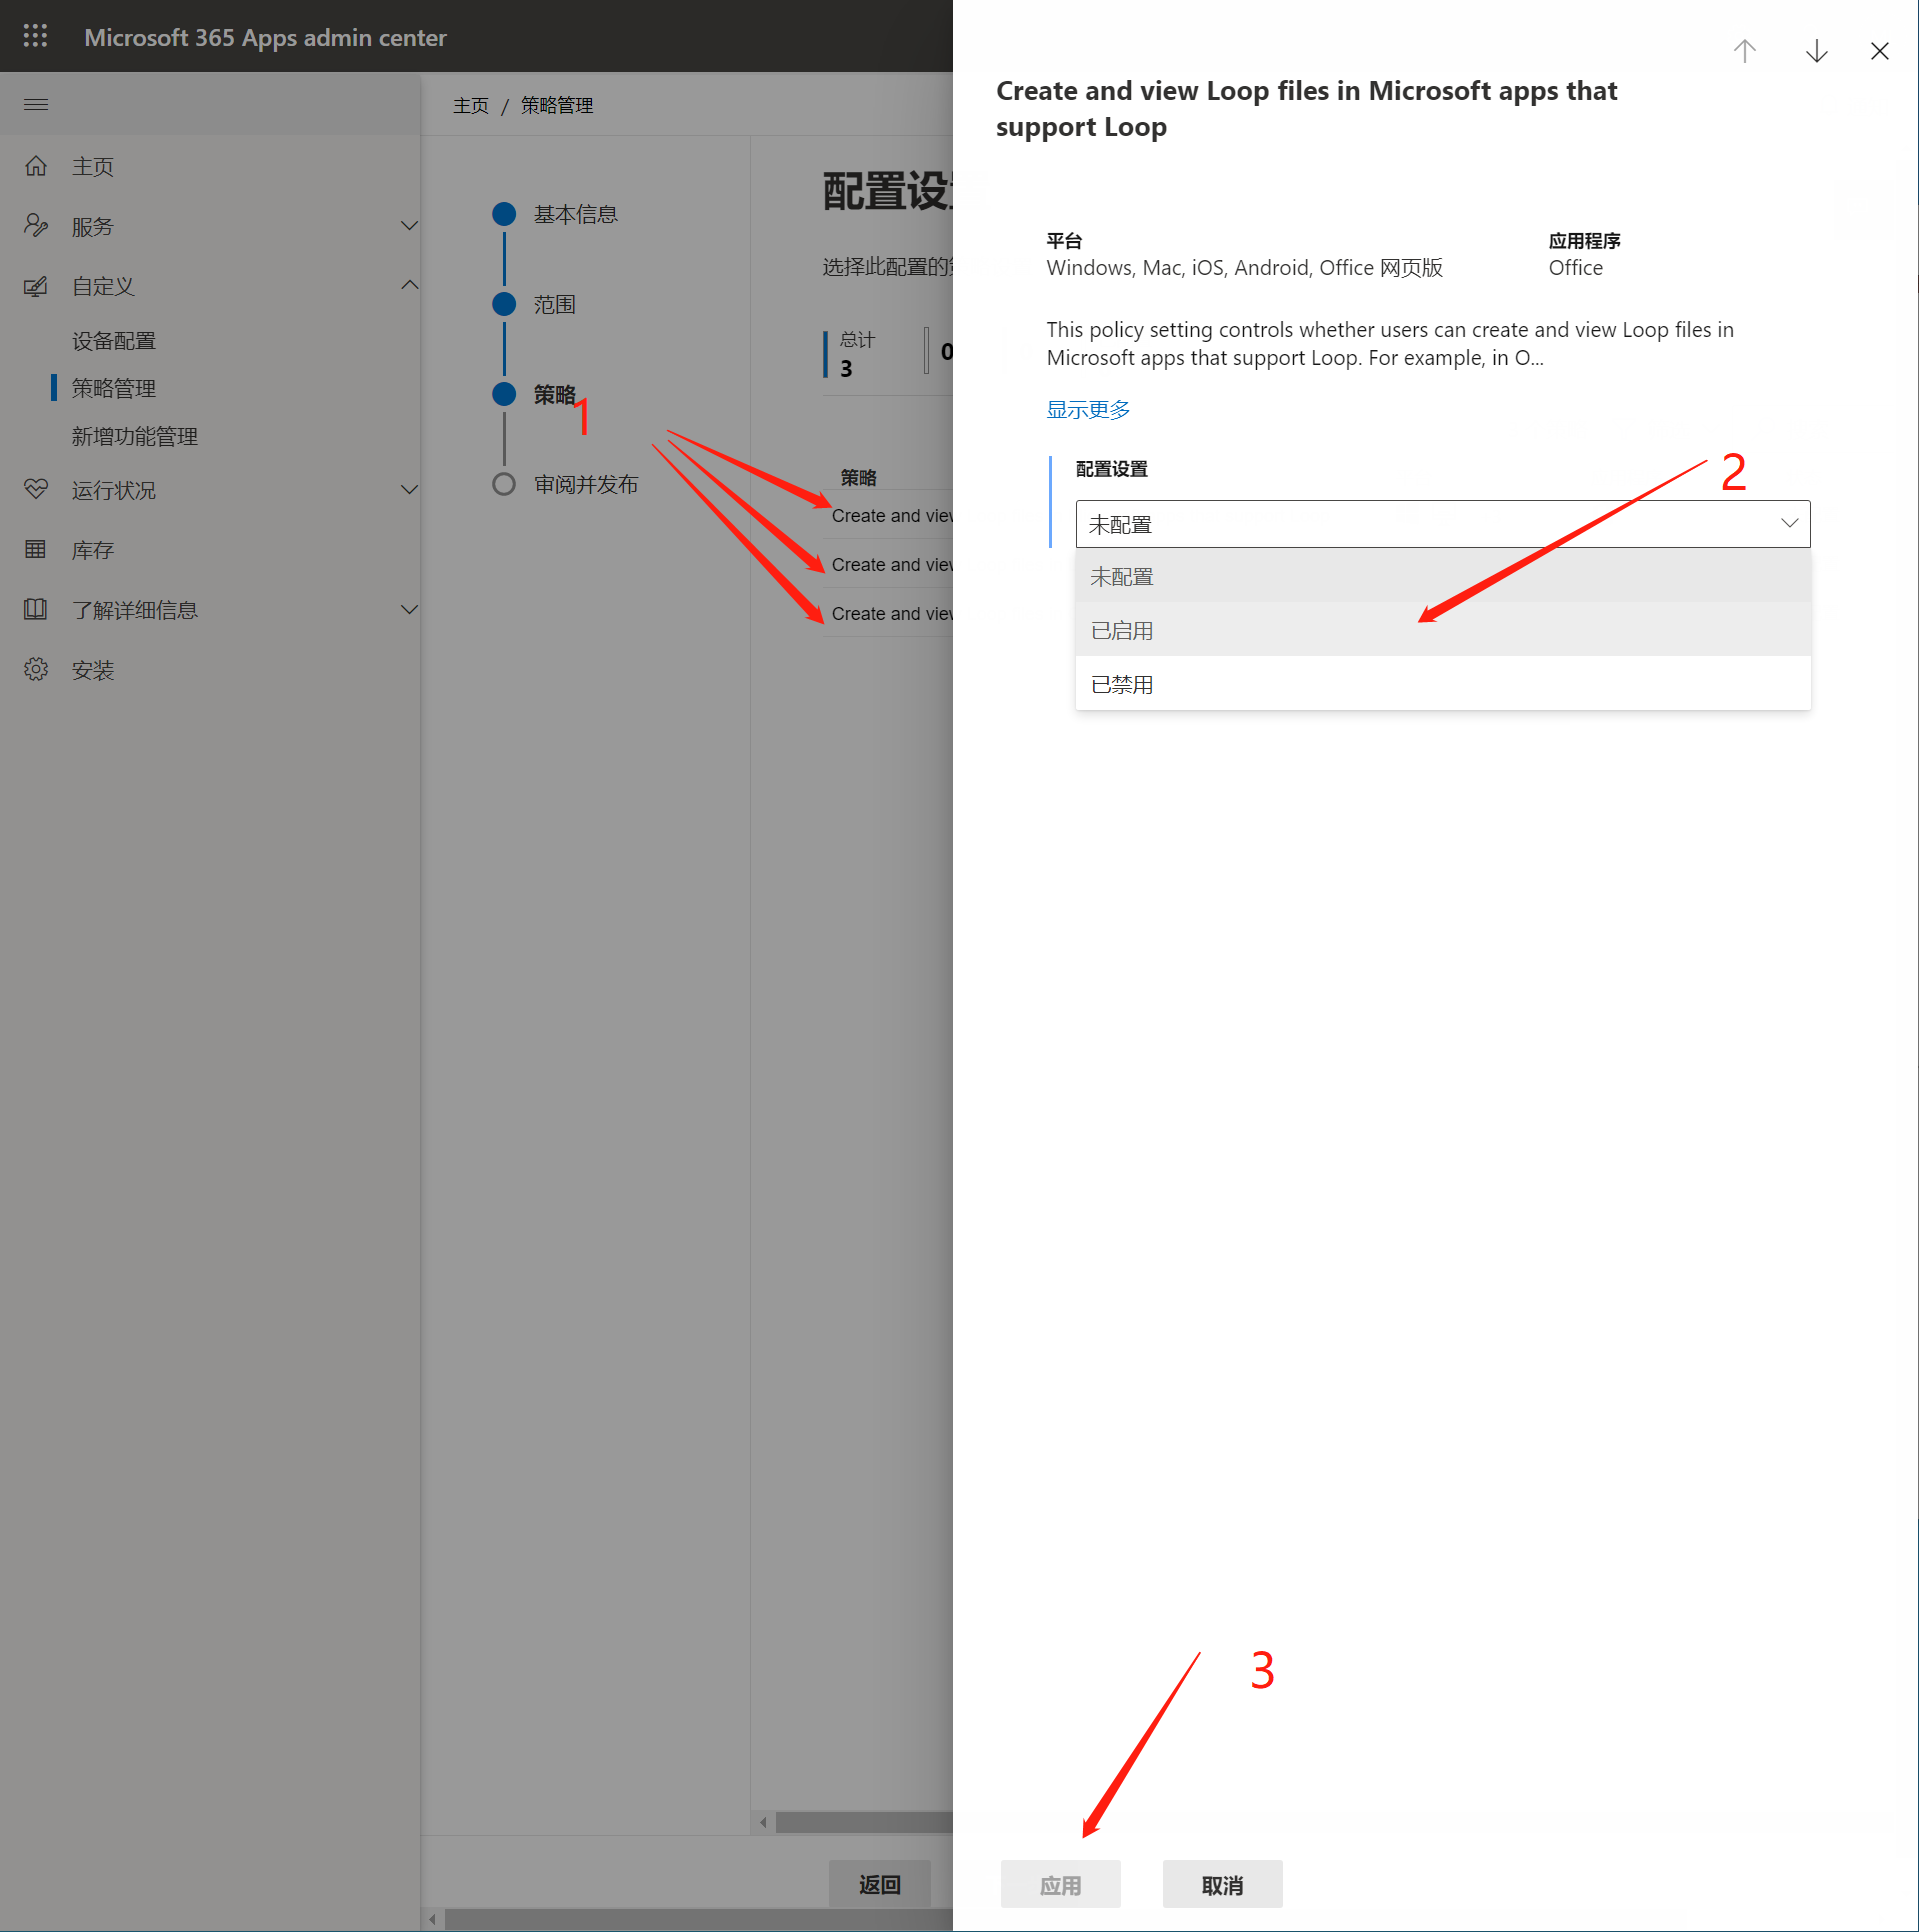 Microsoft 365 Apps admin center
主页
服务
自定义
设备配置
策略管理
新增功能管理
运行状况
库存
了解详细信息
安装
主页 / 策略管理
基本信息
范围
策略
1
审阅并发布
配置设
选择此配置的
总计
3
0
策略
Create and view
Create and view
Create and view
返回
Create and view Loop files in Microsoft apps that
support Loop
平台
Windows, Mac, iOS, Android, Office 网页版
应用程序
Office
This policy setting controls whether users can create and view Loop files in
Microsoft apps that support Loop. For example, in O...
显示更多
配置设置
2
未配置
未配置
已启用
已禁用
3
应用
取消